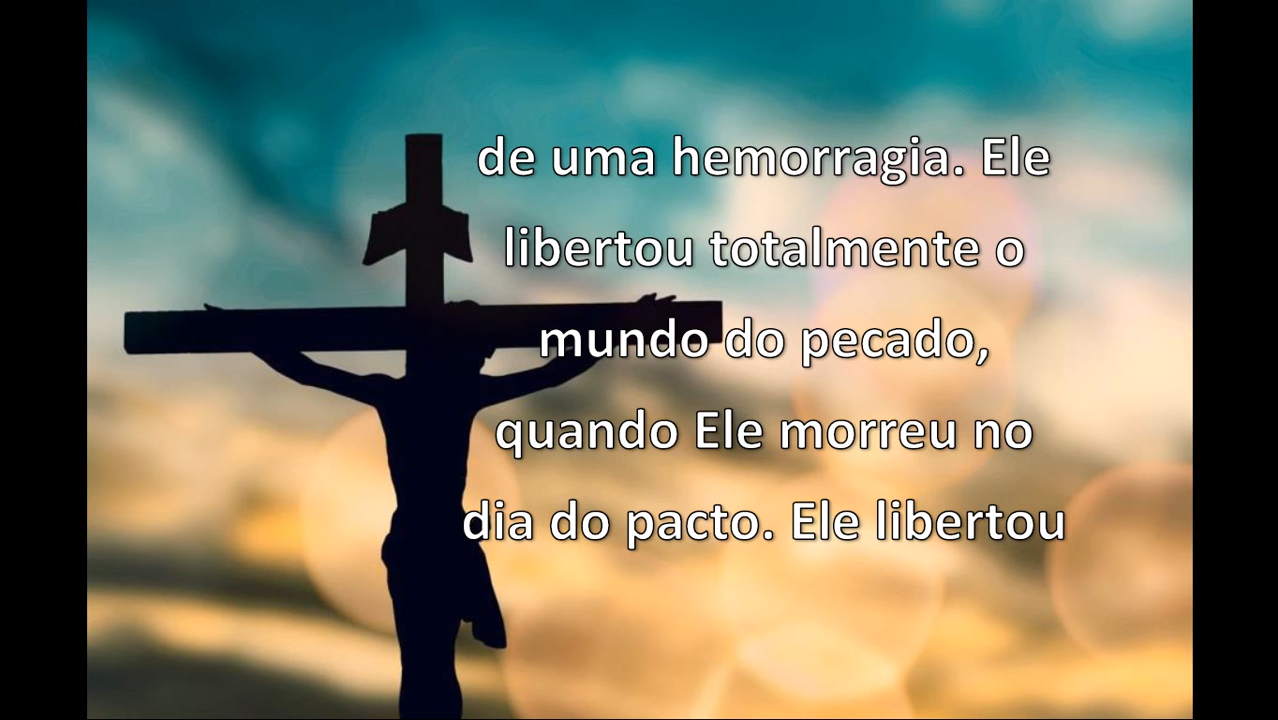 de uma hemorragia. Ele
libertou totalmente o
mundo do pecado,
quando Ele morreu no
dia do pacto. Ele libertou